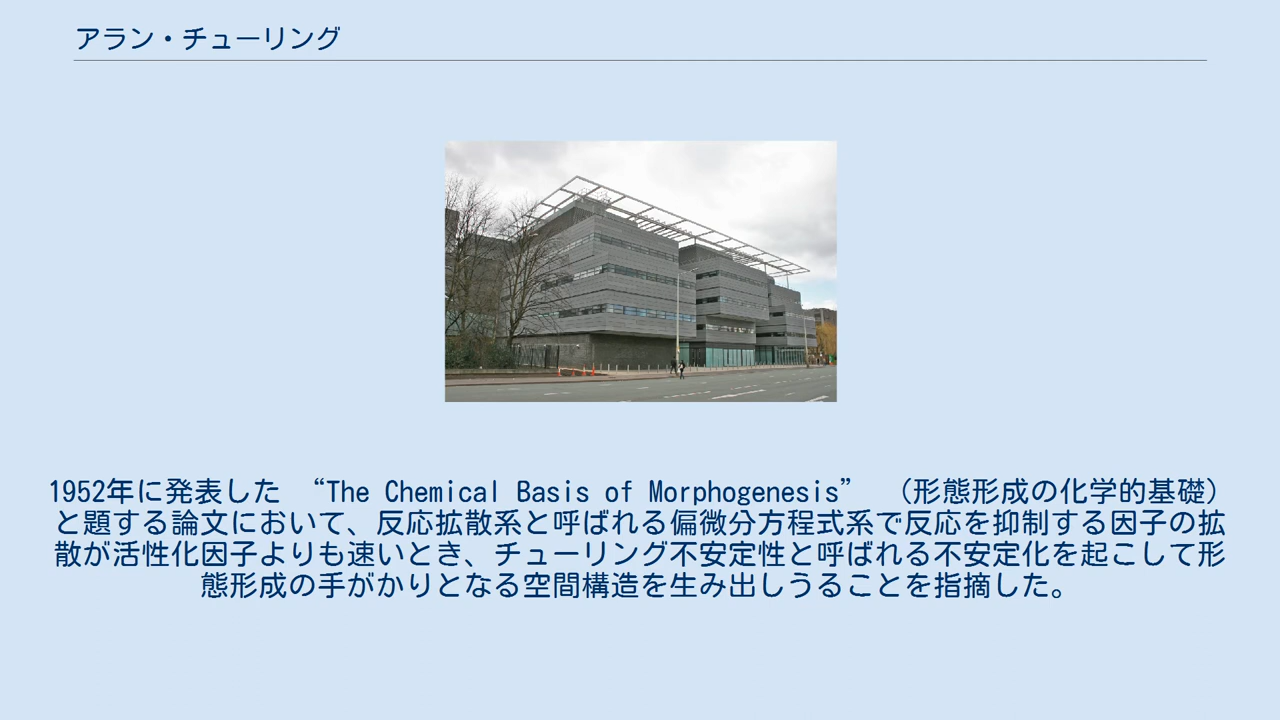 アラン・チューリング
1952年に発表した “The Chemical Basis of Morphogenesis” （形態形成の化学的基礎）
と題する論文において、反応拡散系と呼ばれる偏微分方程式系で反応を抑制する因子の拡
散が活性化因子よりも速いとき、チューリング不安定性と呼ばれる不安定化を起こして形
態形成の手がかりとなる空間構造を生み出しうることを指摘した。